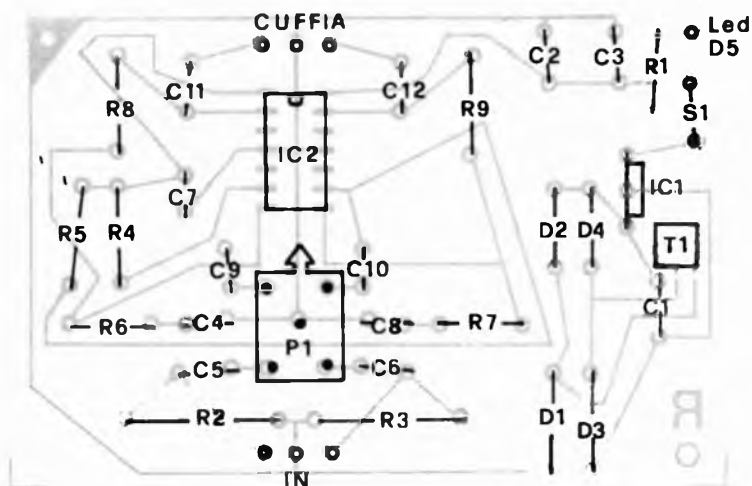 CUFFIA
Led
D5
C2
C3
R1
C11
C12
R8
R9
S1
IC2
IC1
C7
R5
R4
D2
D4
T1
C9
C10
C1
R6
C4
C8
R7
P1
C5
C6
R2
R3
D1
D3
IN